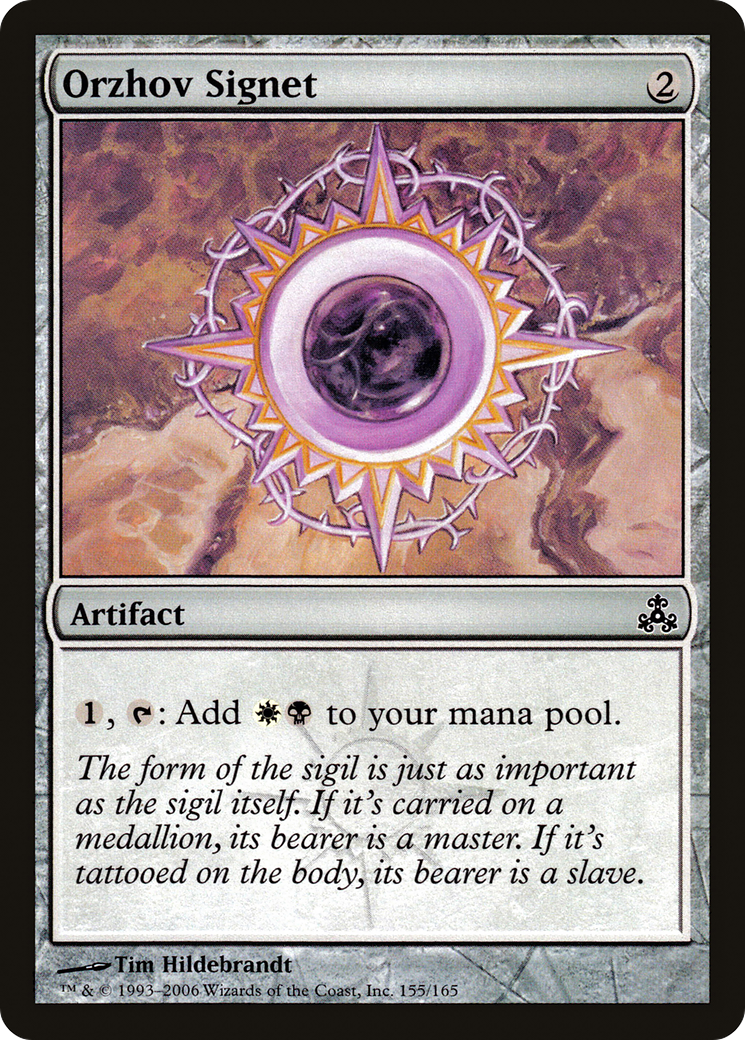 Orzhov Signet 2
Artifact
1, : Add to your mana pool.
The form of the sigil is just as important
as the sigil itself. If it's carried on a
medallion, its bearer is a master. If it's
tattooed on the body, its bearer is a slave.
Tim Hildebrandt
™ & © 1993–2006 Wizards of the Coast, Inc. 155/165